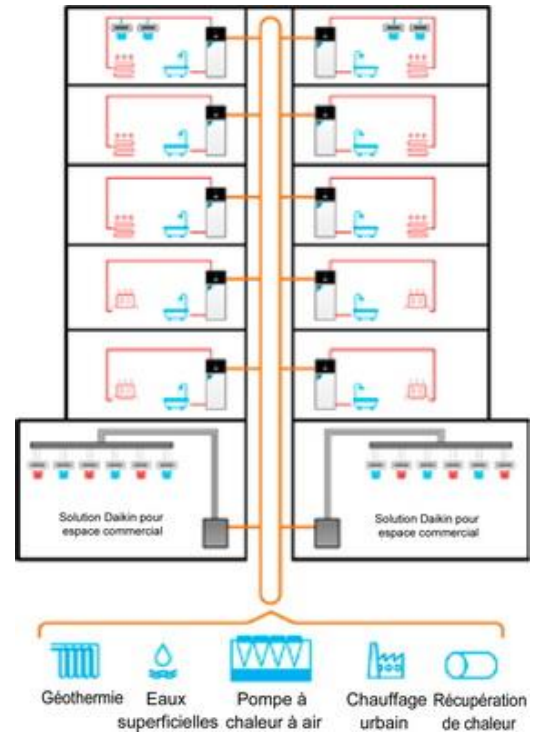 Solution Daikin pour
espace commercial
Solution Daikin pour
espace commercial
Géothermie
Eaux
superficielles
Pompe à
chaleur à air
Chauffage
urbain
Récupération
de chaleur